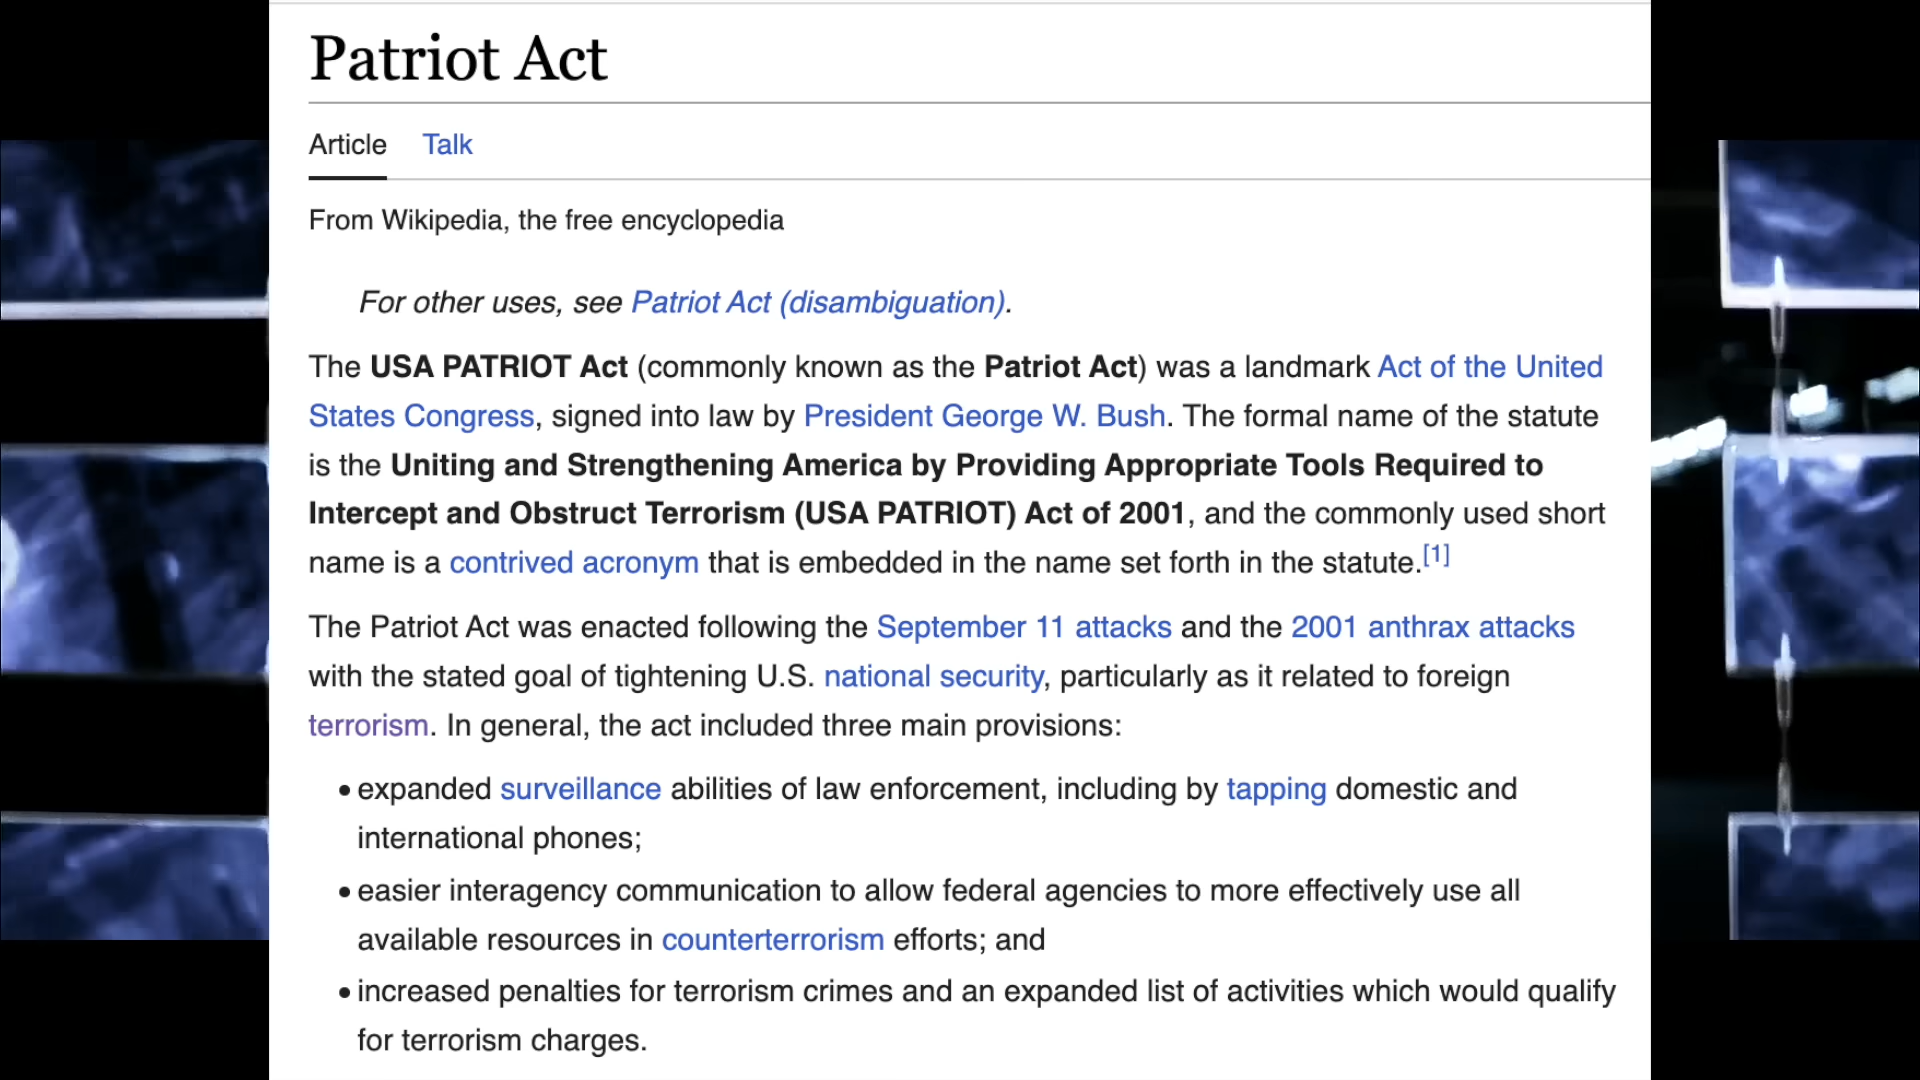 Patriot Act
Article Talk
From Wikipedia, the free encyclopedia
For other uses, see Patriot Act (disambiguation).
The USA PATRIOT Act (commonly known as the Patriot Act) was a landmark Act of the United
States Congress, signed into law by President George W. Bush. The formal name of the statute
is the Uniting and Strengthening America by Providing Appropriate Tools Required to
Intercept and Obstruct Terrorism (USA PATRIOT) Act of 2001, and the commonly used short
name is a contrived acronym that is embedded in the name set forth in the statute.[1]
The Patriot Act was enacted following the September 11 attacks and the 2001 anthrax attacks
with the stated goal of tightening U.S. national security, particularly as it related to foreign
terrorism. In general, the act included three main provisions:
• expanded surveillance abilities of law enforcement, including by tapping domestic and
international phones;
• easier interagency communication to allow federal agencies to more effectively use all
available resources in counterterrorism efforts; and
• increased penalties for terrorism crimes and an expanded list of activities which would qualify
for terrorism charges.